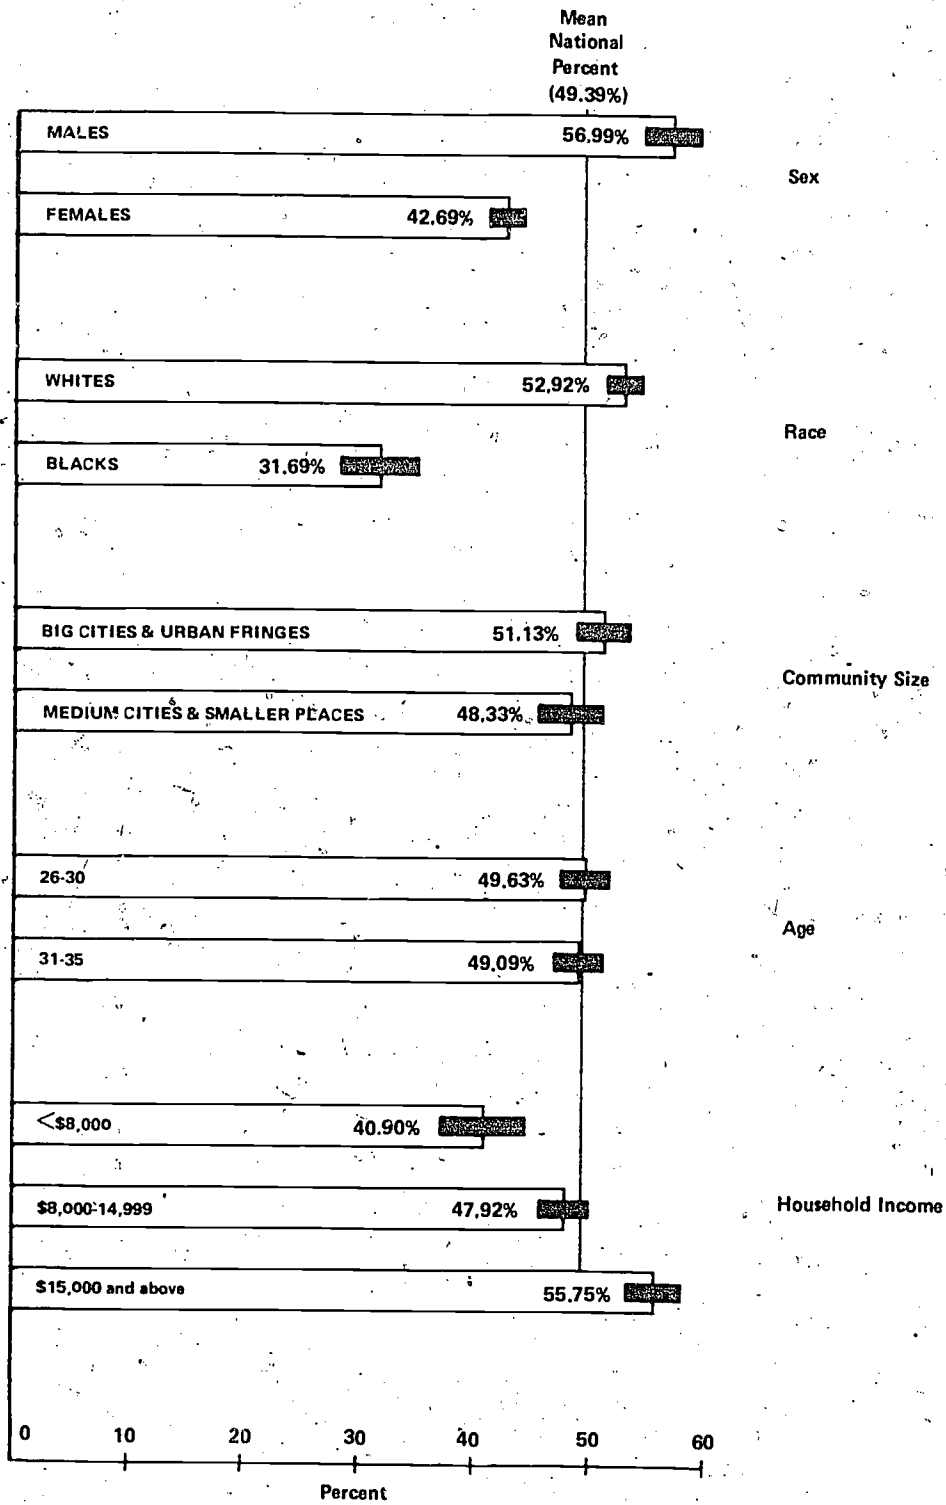 Mean
National
Percent
(49.39%)
MALES 56.99%
Sex
FEMALES 42.69%
WHITES 52.92%
Race
BLACKS 31.69%
BIG CITIES & URBAN FRINGES 51.13%
Community Size
MEDIUM CITIES & SMALLER PLACES 48.33%
26-30 49.63%
Age
31-35 49.09%
<$8,000 40.90%
$8,000-14,999 47.92%
Household Income
$15,000 and above 55.75%
0 10 20 30 40 50 60
Percent